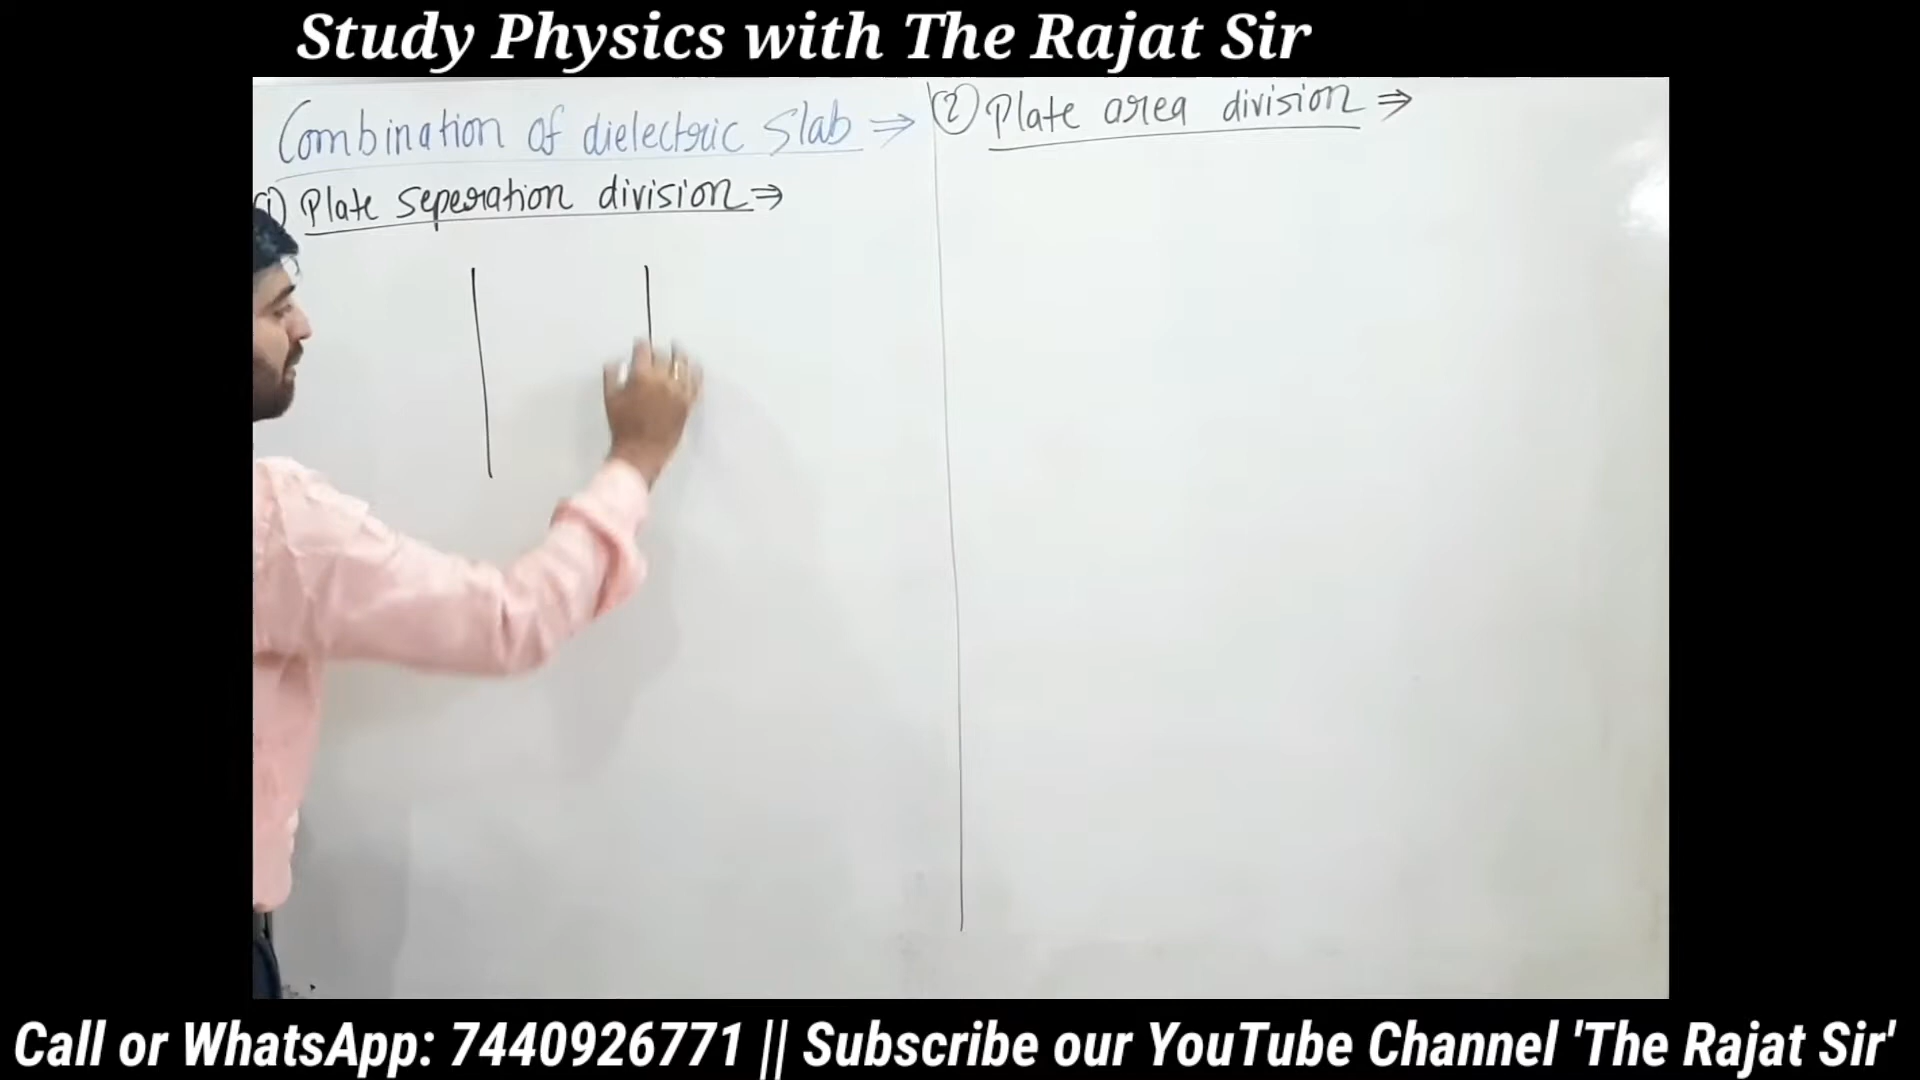 Study Physics with The Rajat Sir
Combination of dielectric Slab ⇒
(1) Plate seperation division ⇒
(2) Plate area division ⇒
Call or WhatsApp: 7440926771 || Subscribe our YouTube Channel 'The Rajat Sir'